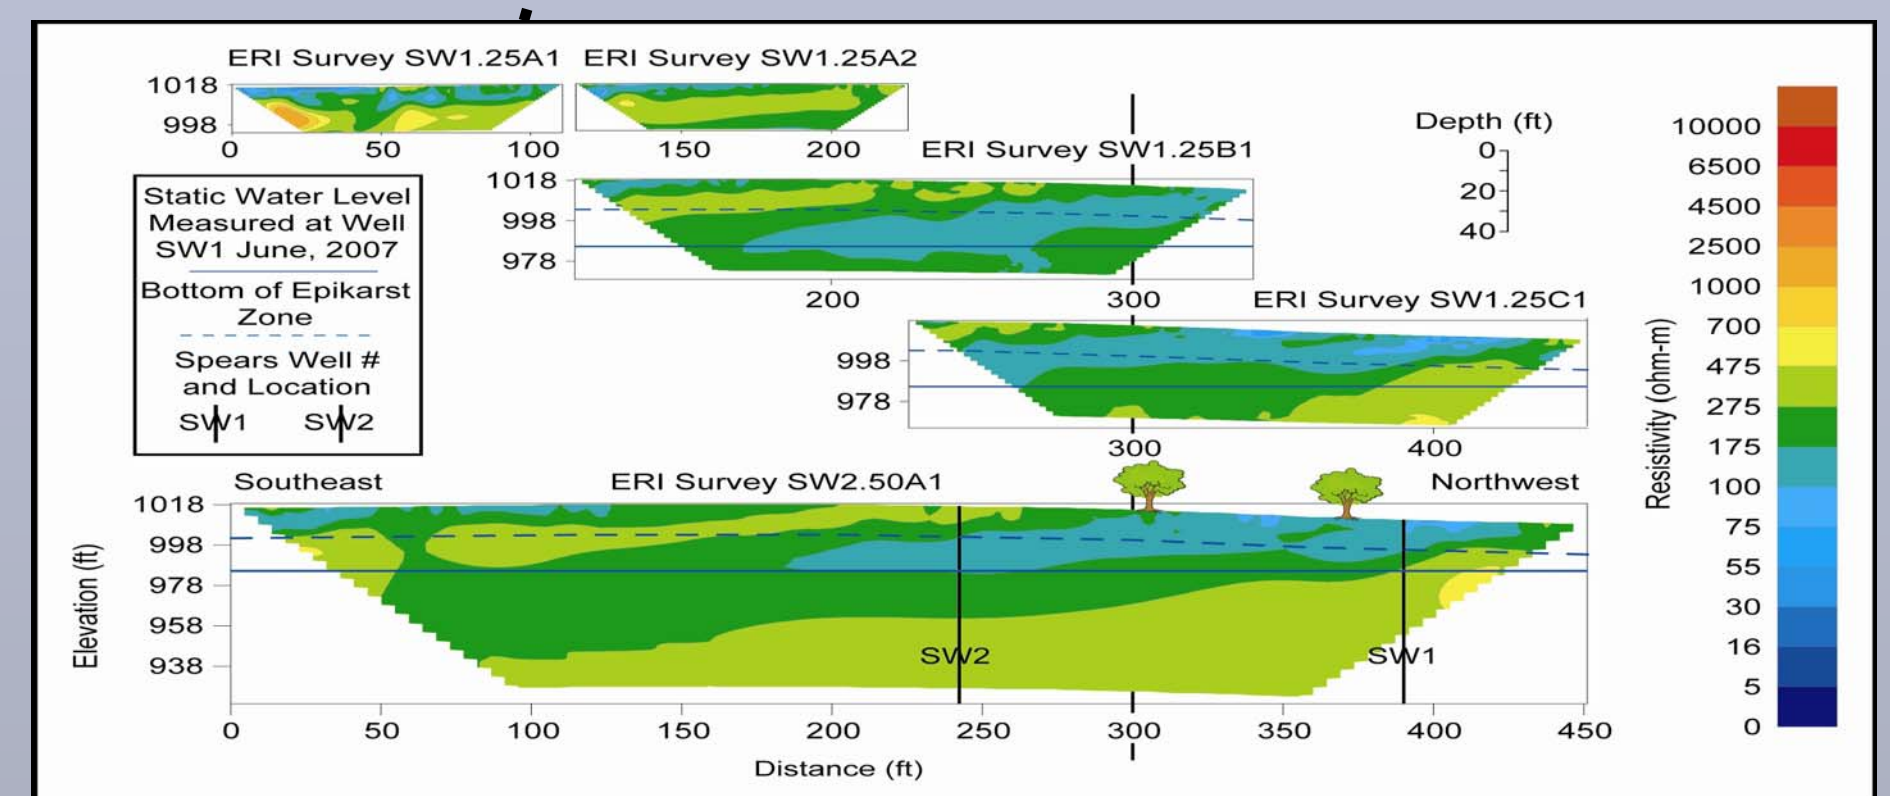 ERI Survey SW1.25A1
ERI Survey SW1.25A2
1018
998
0 50 100
150 200
ERI Survey SW1.25B1
1018
998
978
200 300
Depth (ft)
0
20
40
Static Water Level
Measured at Well
SW1 June, 2007
Bottom of Epikarst
Zone
Spears Well #
and Location
SW1 SW2
ERI Survey SW1.25C1
998
978
300 400
Southeast
ERI Survey SW2.50A1
Northwest
Elevation (ft)
1018
998
978
958
938
SW2
SW1
0 50 100 150 200 250 300 350 400 450
Distance (ft)
Resistivity (ohm-m)
10000
6500
4500
2500
1000
700
475
275
175
100
75
55
30
16
5
0